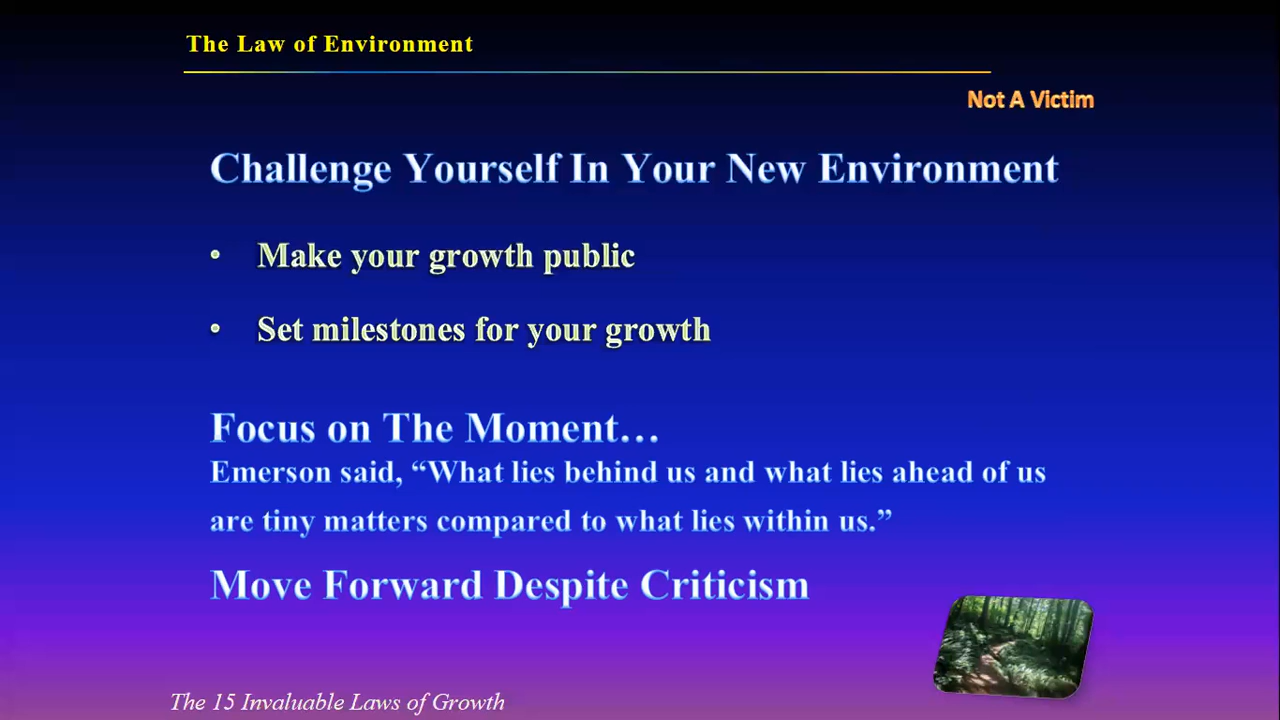 The Law of Environment
Not A Victim
Challenge Yourself In Your New Environment
• Make your growth public
• Set milestones for your growth
Focus on The Moment…
Emerson said, “What lies behind us and what lies ahead of us
are tiny matters compared to what lies within us.”
Move Forward Despite Criticism
The 15 Invaluable Laws of Growth